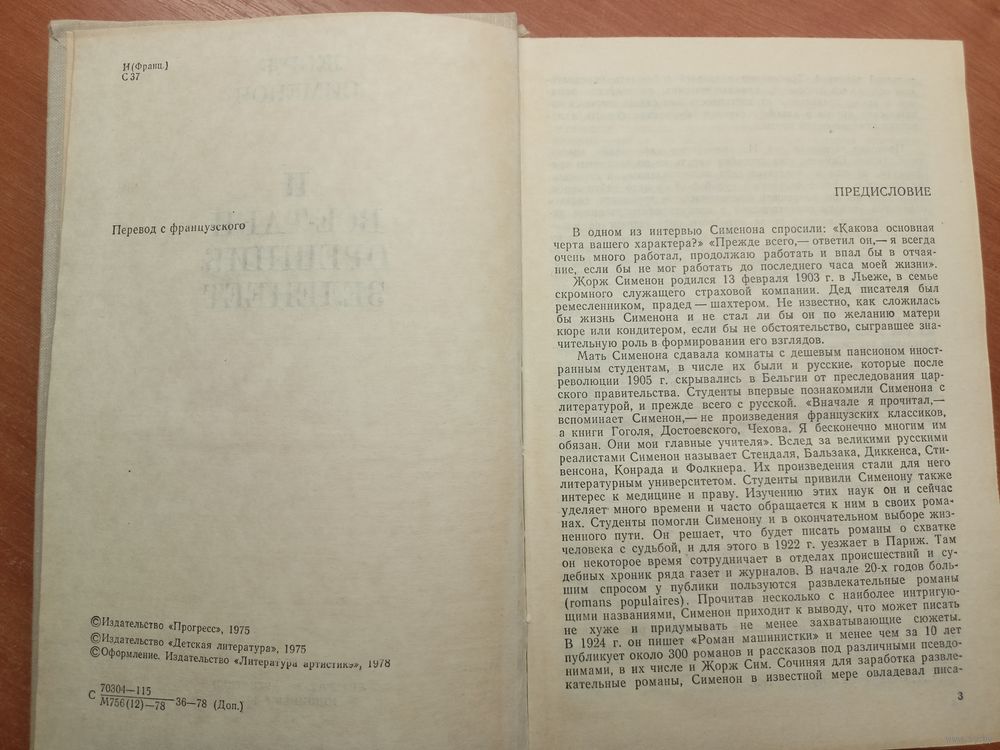 И(Франц.)
С 37
Перевод с французского
©Издательство «Прогресс», 1975
©Издательство «Детская литература», 1975
©Оформление. Издательство «Литература артистикэ», 1978
С 70304—115
М756(12)—78 36—78 (Доп.)
ПРЕДИСЛОВИЕ
В одном из интервью Сименона спросили: «Какова основная
черта вашего характера?» «Прежде всего,— ответил он,— я всегда
очень много работал, продолжаю работать и впал бы в отчая-
ние, если бы не мог работать до последнего часа моей жизни».
Жорж Сименон родился 13 февраля 1903 г. в Льеже, в семье
скромного служащего страховой компании. Дед писателя был
ремесленником, прадед — шахтером. Не известно, как сложилась
бы жизнь Сименона и не стал ли бы он по желанию матери
кюре или кондитером, если бы не обстоятельство, сыгравшее зна-
чительную роль в формировании его взглядов.
Мать Сименона сдавала комнаты с дешевым пансионом иност-
ранным студентам, в числе их были и русские, которые после
революции 1905 г. скрывались в Бельгии от преследования цар-
ского правительства. Студенты впервые познакомили Сименона с
литературой, и прежде всего с русской. «Вначале я прочитал,—
вспоминает Сименон,— не произведения французских классиков,
а книги Гоголя, Достоевского, Чехова. Я бесконечно многим им
обязан. Они мои главные учителя». Вслед за великими русскими
реалистами Сименон называет Стендаля, Бальзака, Диккенса, Сти-
венсона, Конрада и Фолкнера. Их произведения стали для него
литературным университетом. Студенты привили Сименону также
интерес к медицине и праву. Изучению этих наук он и сейчас
уделяет много времени и часто обращается к ним в своих рома-
нах. Студенты помогли Сименону и в окончательном выборе жиз-
ненного пути. Он решает, что будет писать романы о схватке
человека с судьбой, и для этого в 1922 г. уезжает в Париж. Там
он некоторое время сотрудничает в отделах происшествий и су-
дебных хроник ряда газет и журналов. В начале 20-х годов боль-
шим спросом у публики пользуются развлекательные романы
(romans populaires). Прочитав несколько с наиболее интригую-
щими названиями, Сименон приходит к выводу, что может писать
не хуже и придумывать не менее захватывающие сюжеты.
В 1924 г. он пишет «Роман машинистки» и менее чем за 10 лет
публикует около 300 романов и рассказов под различными псевдо-
нимами, в их числе и Жорж Сим. Сочиняя для заработка развле-
кательные романы, Сименон в известной мере овладевал писа-
3